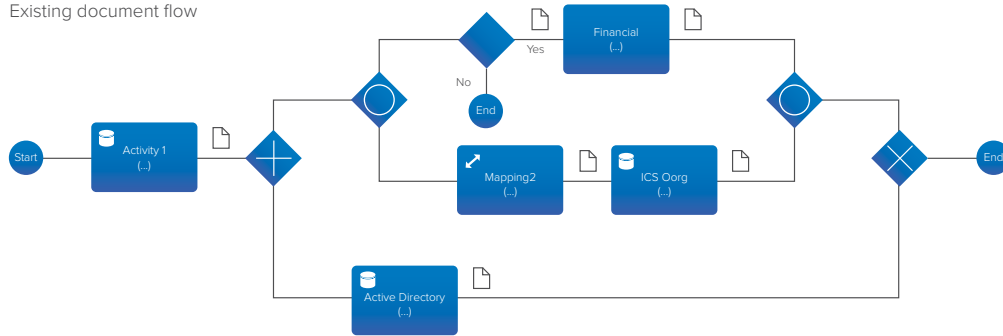 Existing document flow
Start
Activity 1
(...)
Yes
No
End
Financial
(...)
Mapping2
(...)
ICS Oorg
(...)
Active Directory
(...)
End